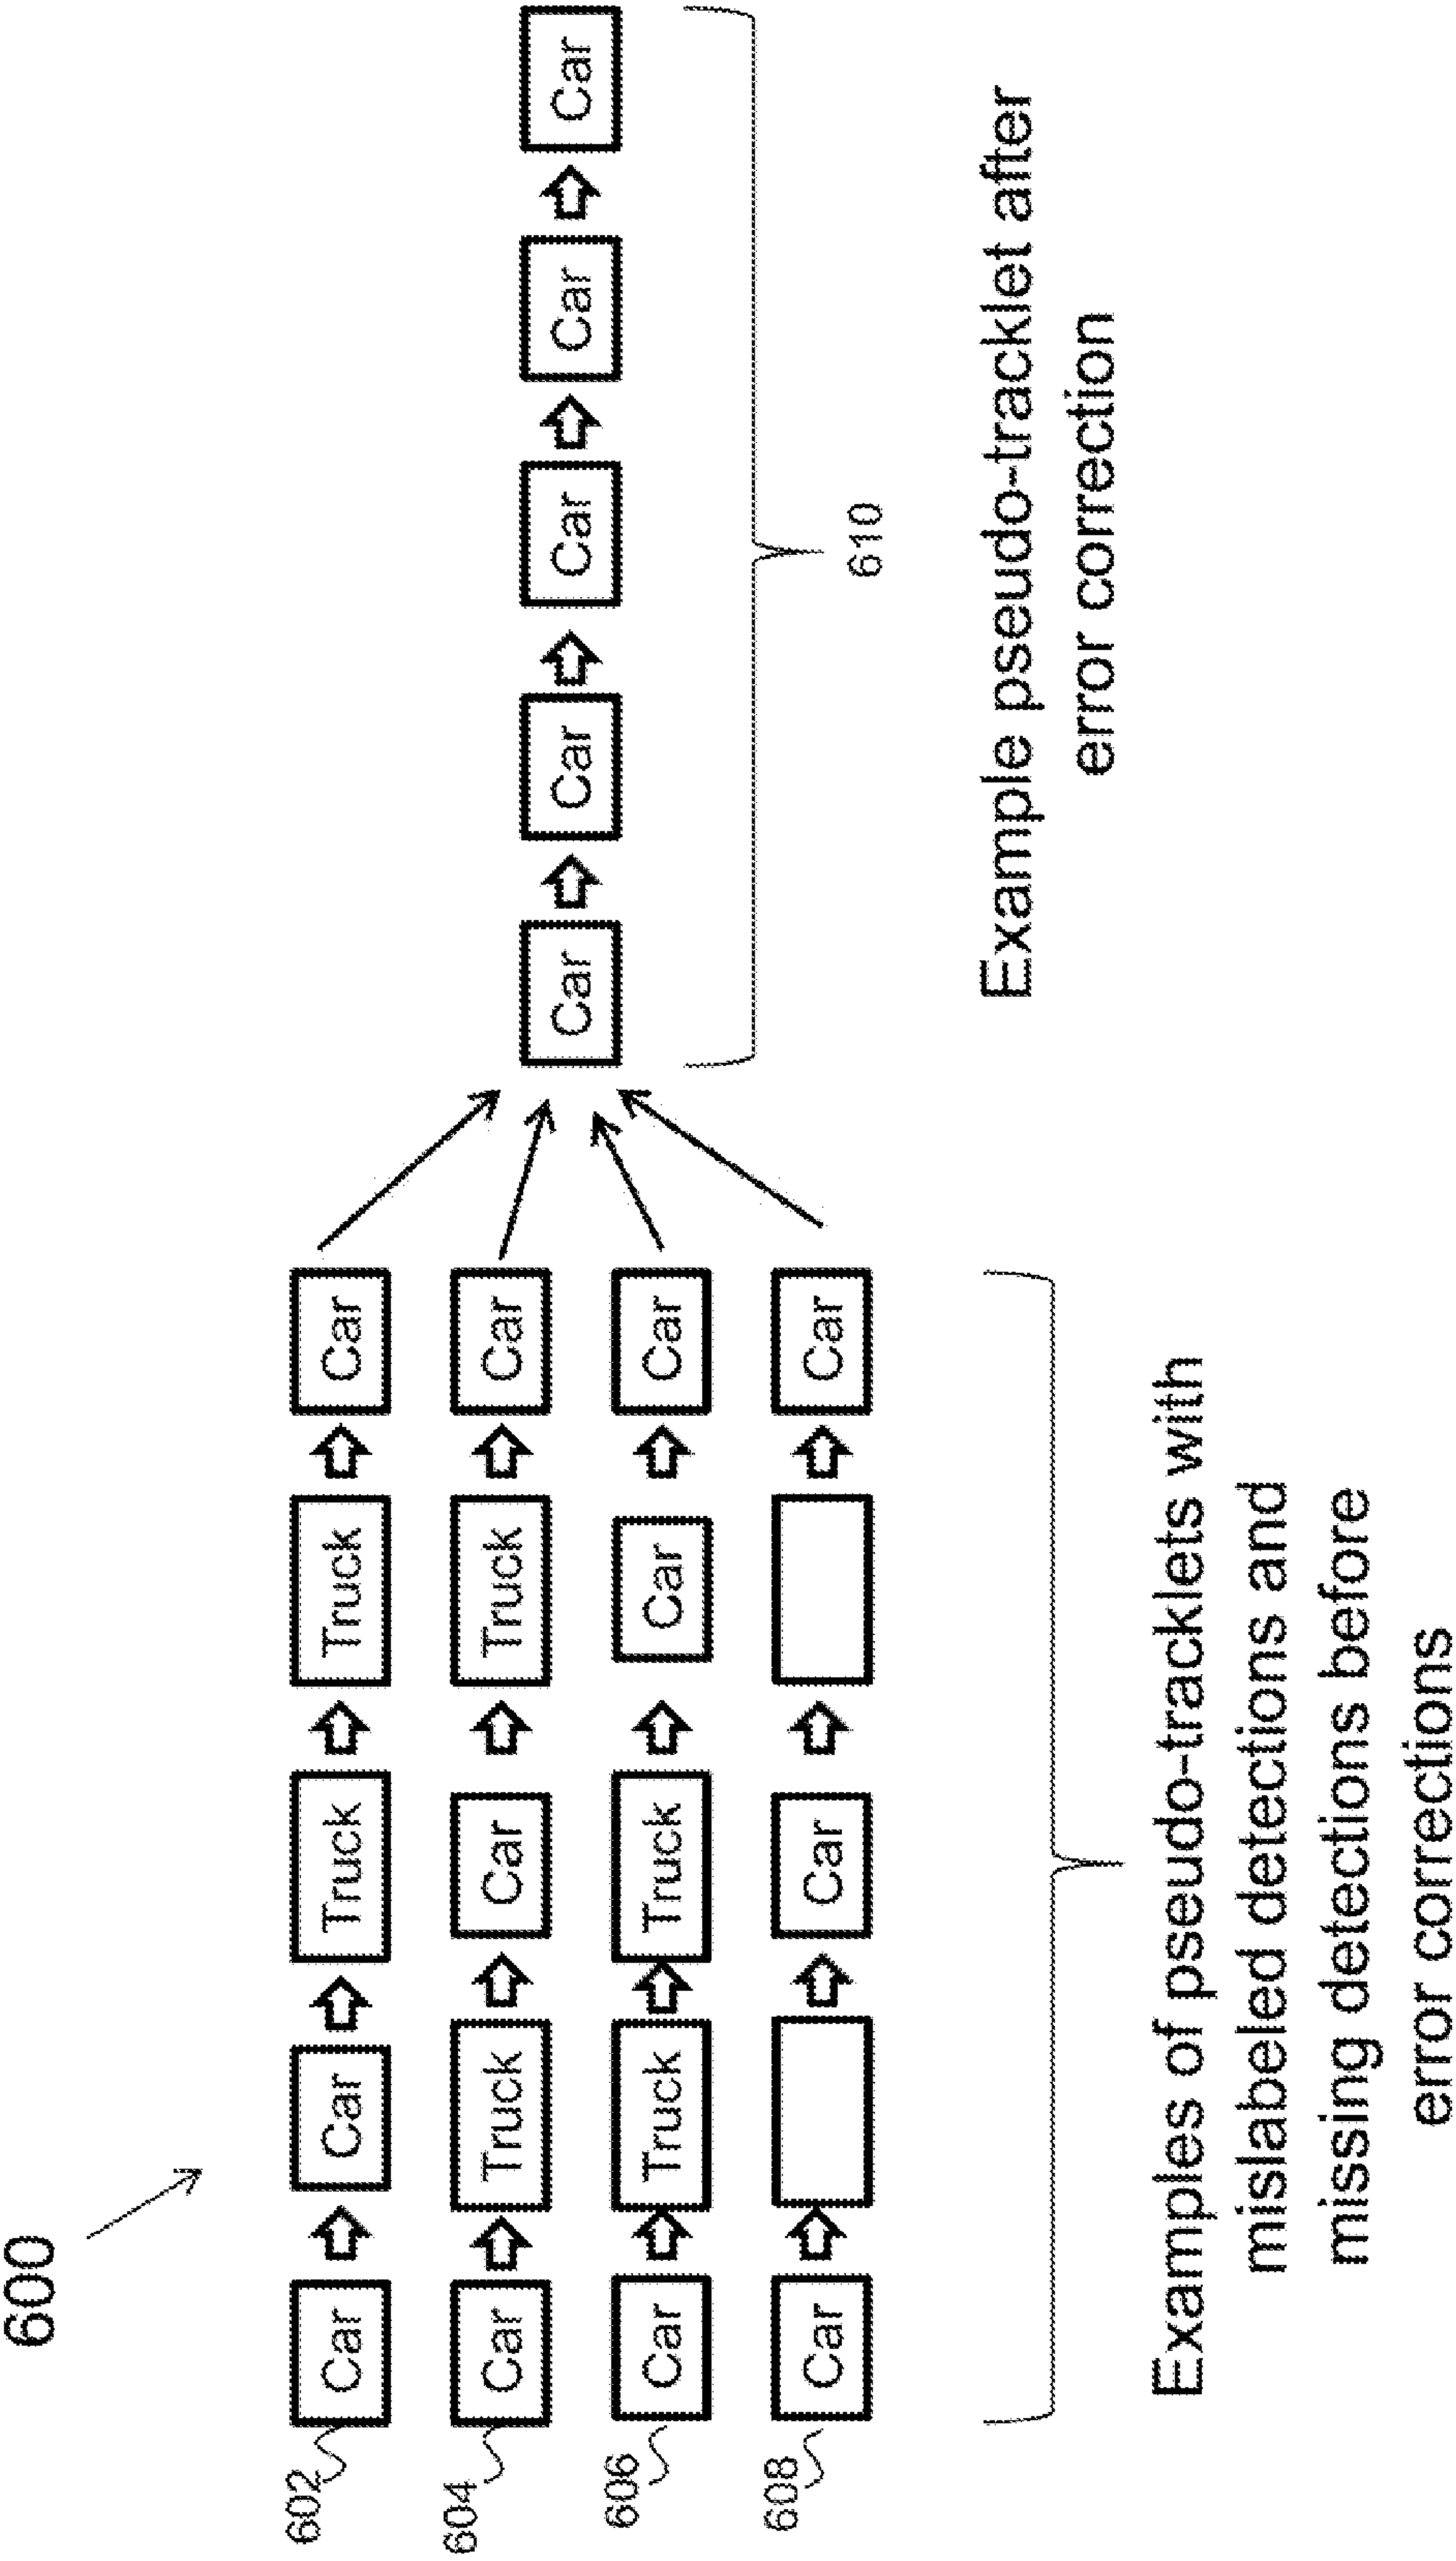 600
602 Car Car Truck Truck Car
604 Car Truck Car Truck Car
606 Car Truck Truck Car Car
608 Car Car Car
Car Car Car Car Car
610
Examples of pseudo-tracklets with
mislabeled detections and
missing detections before
error corrections
Example pseudo-tracklet after
error correction